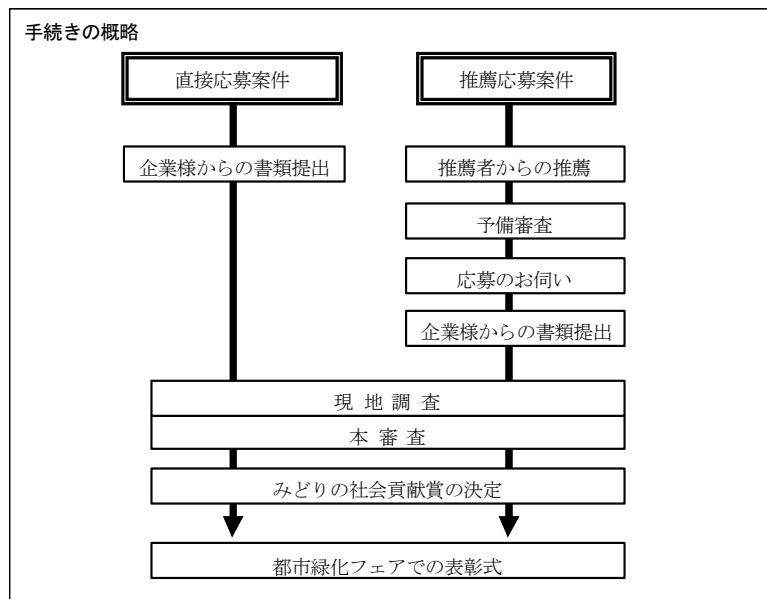 手続きの概略
直接応募案件
推薦応募案件
企業様からの書類提出
推薦者からの推薦
予備審査
応募のお伺い
企業様からの書類提出
現 地 調 査
本 審 査
みどりの社会貢献賞の決定
都市緑化フェアでの表彰式